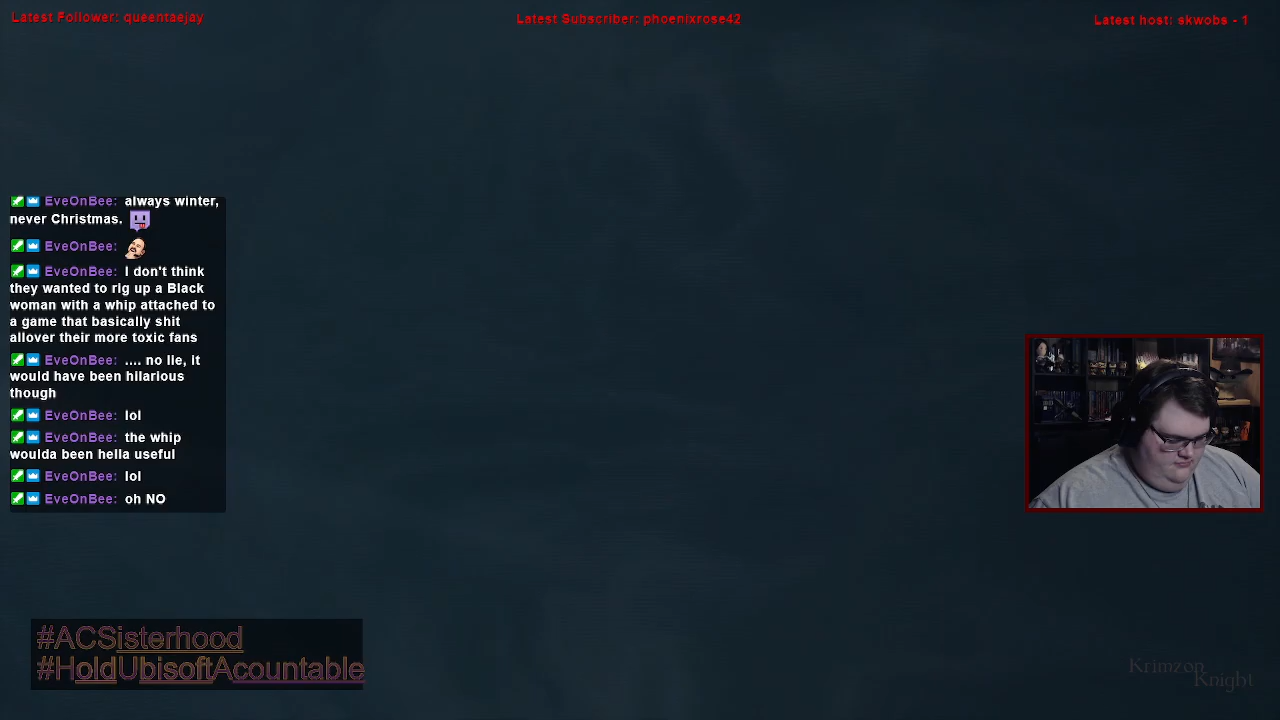 Latest Follower: queentaejay
Latest Subscriber: phoenixrose42
Latest host: skwobs - 1
EveOnBee: always winter,
never Christmas.
EveOnBee:
EveOnBee: I don't think
they wanted to rig up a Black
woman with a whip attached to
a game that basically shit
allover their more toxic fans
EveOnBee: .... no lie, it
would have been hilarious
though
EveOnBee: lol
EveOnBee: the whip
woulda been hella useful
EveOnBee: lol
EveOnBee: oh NO
#ACSisterhood
#HoldUbisoftAcountable
Krimzon
Knight